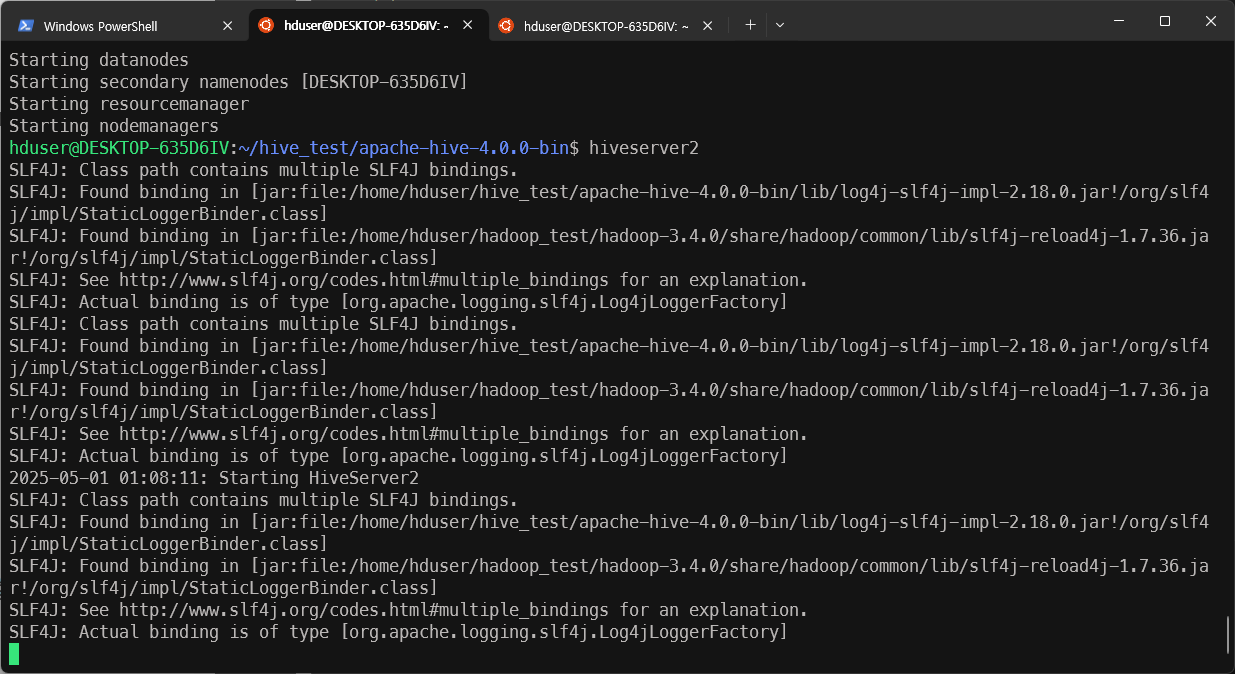 Windows PowerShell
hduser@DESKTOP-635D6IV: ~
hduser@DESKTOP-635D6IV: ~
Starting datanodes
Starting secondary namenodes [DESKTOP-635D6IV]
Starting resourcemanager
Starting nodemanagers
hduser@DESKTOP-635D6IV:~/hive_test/apache-hive-4.0.0-bin$ hiveserver2
SLF4J: Class path contains multiple SLF4J bindings.
SLF4J: Found binding in [jar:file:/home/hduser/hive_test/apache-hive-4.0.0-bin/lib/log4j-slf4j-impl-2.18.0.jar!/org/slf4
j/impl/StaticLoggerBinder.class]
SLF4J: Found binding in [jar:file:/home/hduser/hadoop_test/hadoop-3.4.0/share/hadoop/common/lib/slf4j-reload4j-1.7.36.ja
r!/org/slf4j/impl/StaticLoggerBinder.class]
SLF4J: See http://www.slf4j.org/codes.html#multiple_bindings for an explanation.
SLF4J: Actual binding is of type [org.apache.logging.slf4j.Log4jLoggerFactory]
SLF4J: Class path contains multiple SLF4J bindings.
SLF4J: Found binding in [jar:file:/home/hduser/hive_test/apache-hive-4.0.0-bin/lib/log4j-slf4j-impl-2.18.0.jar!/org/slf4
j/impl/StaticLoggerBinder.class]
SLF4J: Found binding in [jar:file:/home/hduser/hadoop_test/hadoop-3.4.0/share/hadoop/common/lib/slf4j-reload4j-1.7.36.ja
r!/org/slf4j/impl/StaticLoggerBinder.class]
SLF4J: See http://www.slf4j.org/codes.html#multiple_bindings for an explanation.
SLF4J: Actual binding is of type [org.apache.logging.slf4j.Log4jLoggerFactory]
2025-05-01 01:08:11: Starting HiveServer2
SLF4J: Class path contains multiple SLF4J bindings.
SLF4J: Found binding in [jar:file:/home/hduser/hive_test/apache-hive-4.0.0-bin/lib/log4j-slf4j-impl-2.18.0.jar!/org/slf4
j/impl/StaticLoggerBinder.class]
SLF4J: Found binding in [jar:file:/home/hduser/hadoop_test/hadoop-3.4.0/share/hadoop/common/lib/slf4j-reload4j-1.7.36.ja
r!/org/slf4j/impl/StaticLoggerBinder.class]
SLF4J: See http://www.slf4j.org/codes.html#multiple_bindings for an explanation.
SLF4J: Actual binding is of type [org.apache.logging.slf4j.Log4jLoggerFactory]